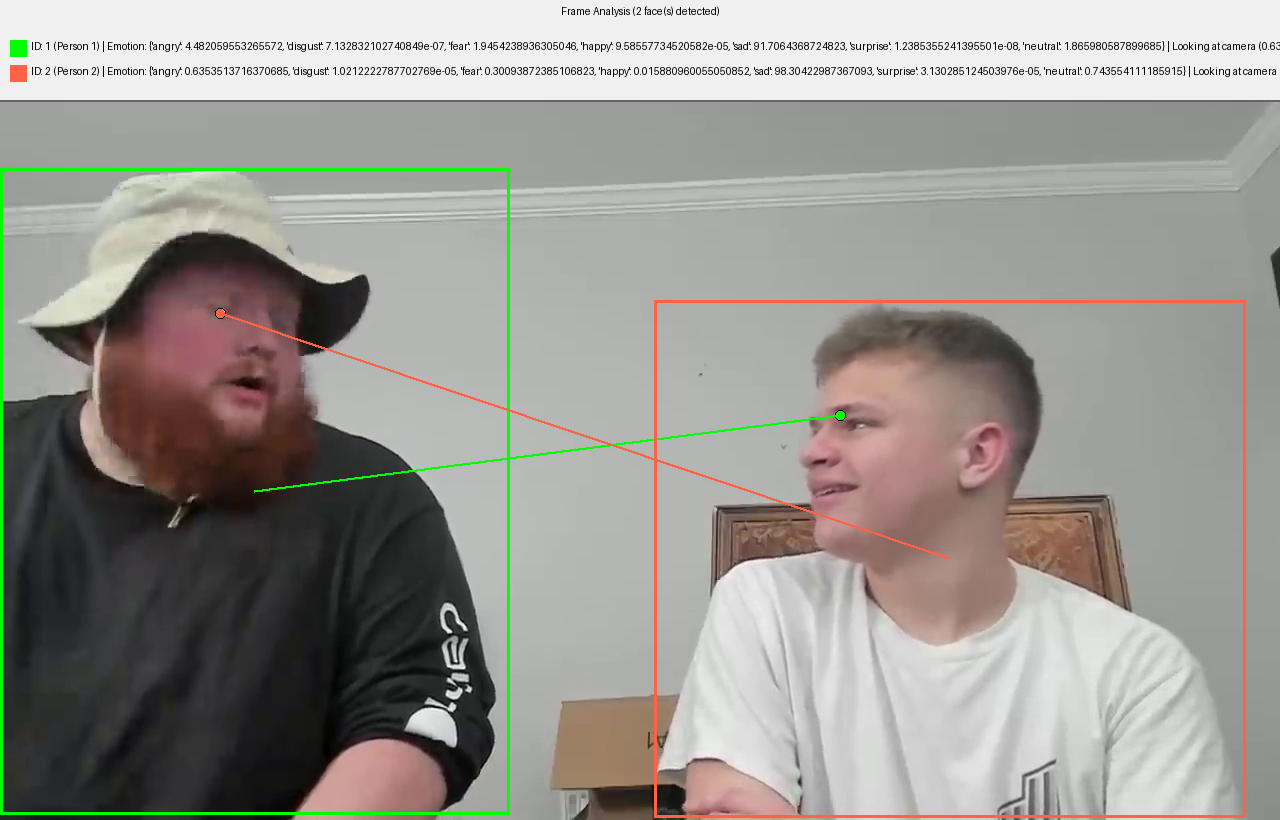 Frame Analysis (2 face(s) detected)
ID: 1 (Person 1) | Emotion: {'angry': 4.482059553265572, 'disgust': 7.132832102740849e-07, 'fear': 1.9454238936305046, 'happy': 9.58557734520582e-05, 'sad': 91.7064368724823, 'surprise': 1.2385355241395501e-08, 'neutral': 1.865980587899685} | Looking at camera (0.63
ID: 2 (Person 2) | Emotion: {'angry': 0.6353513716370685, 'disgust': 1.0212222787702769e-05, 'fear': 0.30093872385106823, 'happy': 0.015880960055050852, 'sad': 98.30422987367093, 'surprise': 3.130285124503976e-05, 'neutral': 0.743554111185915} | Looking at camera